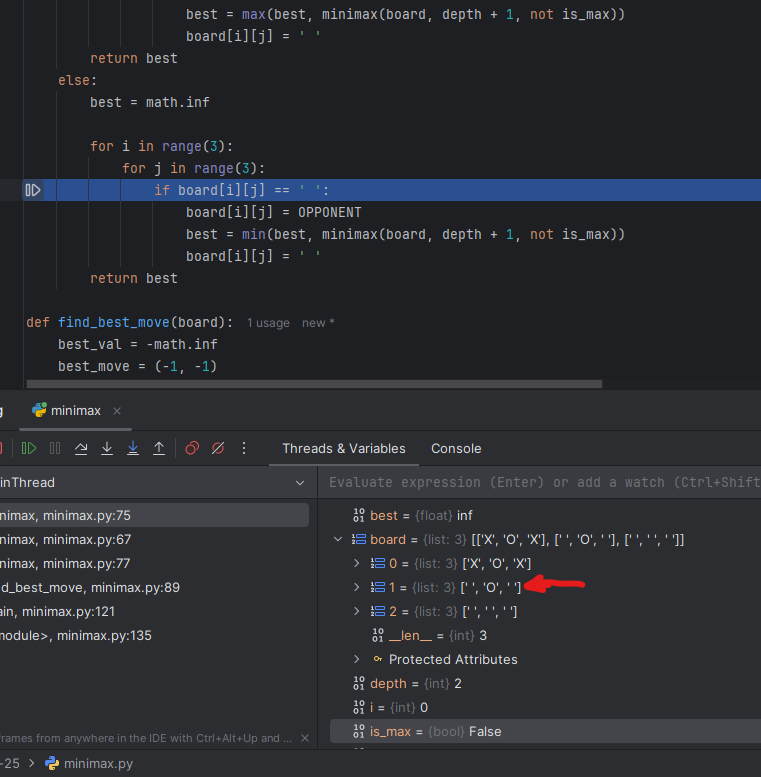 best = max(best, minimax(board, depth + 1, not is_max))
board[i][j] = ' '
return best
else:
best = math.inf
for i in range(3):
for j in range(3):
if board[i][j] == ' ':
board[i][j] = OPPONENT
best = min(best, minimax(board, depth + 1, not is_max))
board[i][j] = ' '
return best
def find_best_move(board): 1 usage new *
best_val = -math.inf
best_move = (-1, -1)
g minimax ×
Threads & Variables Console
inThread
Evaluate expression (Enter) or add a watch (Ctrl+Shift
nimax, minimax.py:75
nimax, minimax.py:67
nimax, minimax.py:77
d_best_move, minimax.py:89
ain, minimax.py:121
module>, minimax.py:135
best = {float} inf
board = {list: 3} [['X', 'O', 'X'], [' ', 'O', ' '], [' ', ' ', ' ']]
0 = {list: 3} ['X', 'O', 'X']
1 = {list: 3} [' ', 'O', ' ']
2 = {list: 3} [' ', ' ', ' ']
__len__ = {int} 3
Protected Attributes
depth = {int} 2
i = {int} 0
is_max = {bool} False
frames from anywhere in the IDE with Ctrl+Alt+Up and ... ×
-25 > minimax.py